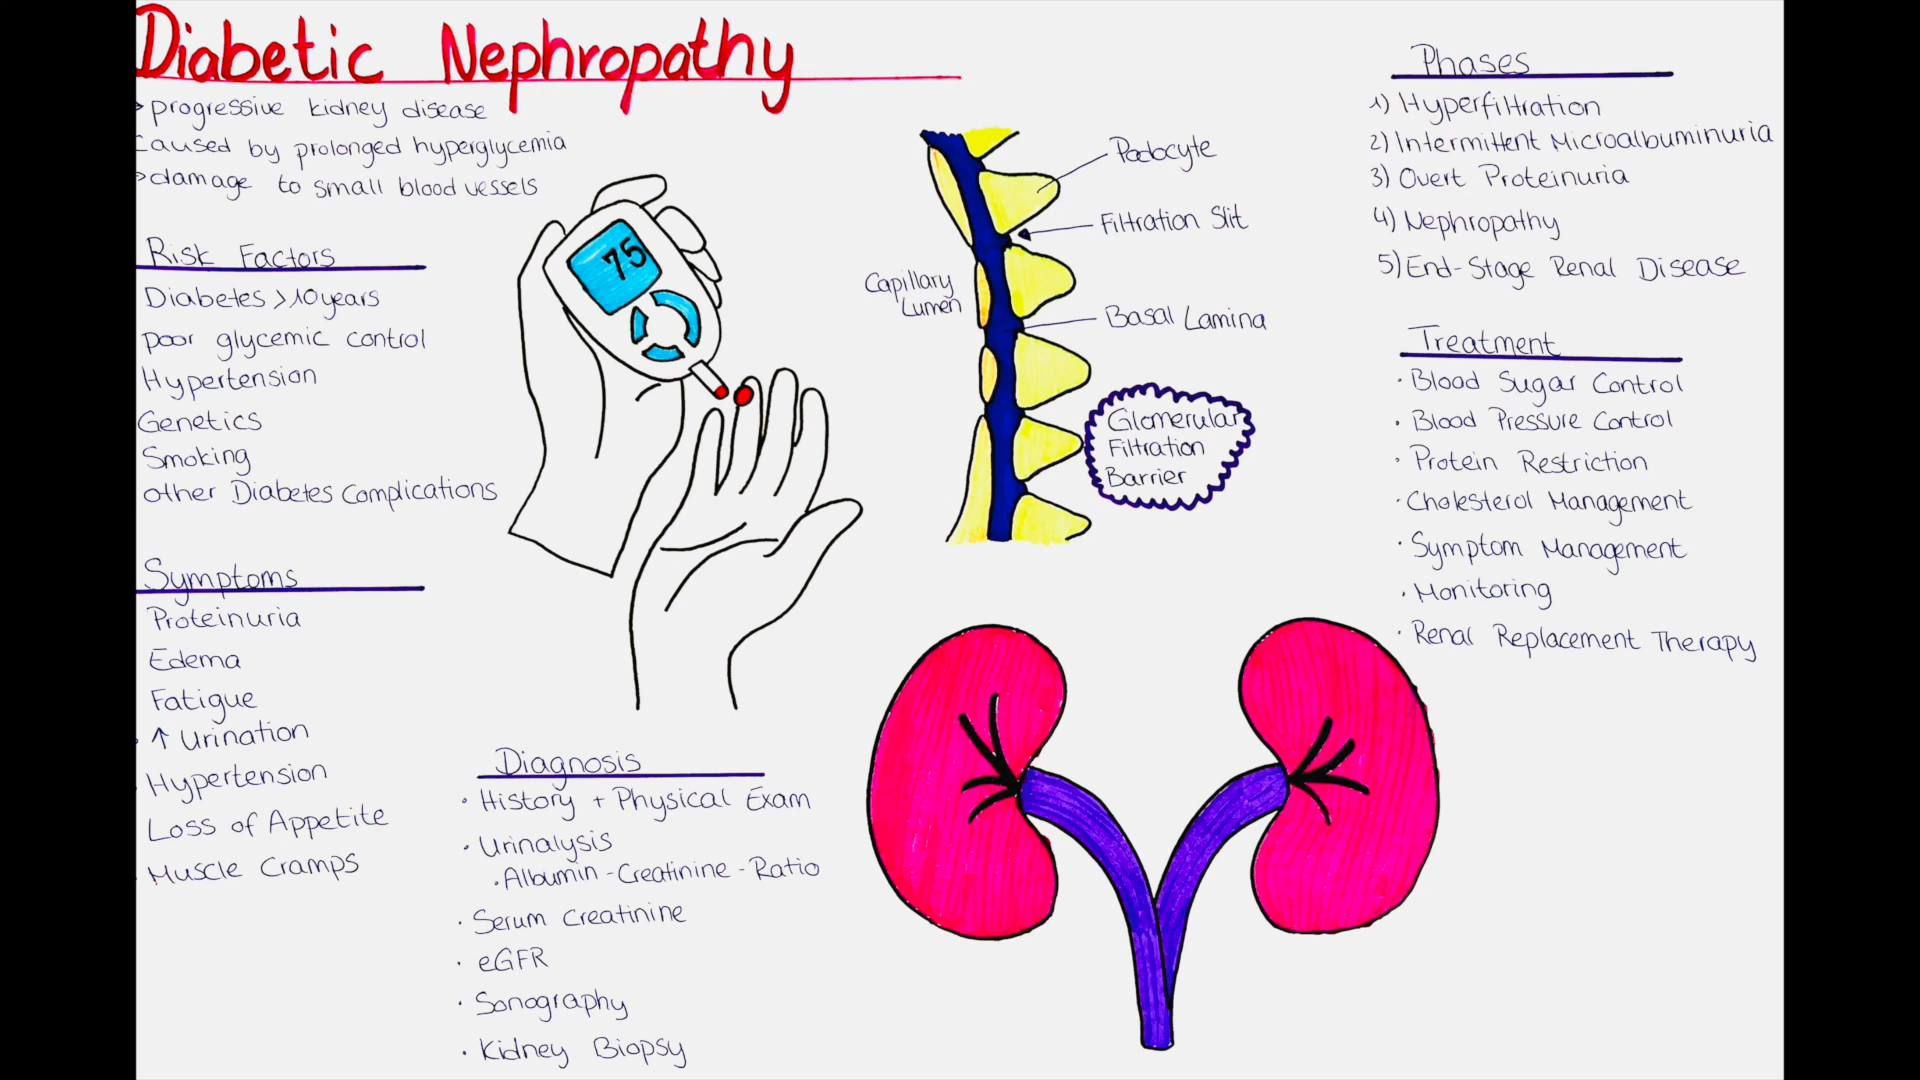 Diabetic Nephropathy
> progressive kidney disease
caused by prolonged hyperglycemia
> damage to small blood vessels
Risk Factors
Diabetes >10 years
poor glycemic control
Hypertension
Genetics
Smoking
other Diabetes Complications
Symptoms
Proteinuria
Edema
Fatigue
· ↑ Urination
· Hypertension
Loss of Appetite
· Muscle Cramps
75
Diagnosis
· History + Physical Exam
· Urinalysis
· Albumin-Creatinine-Ratio
· Serum Creatinine
· eGFR
· Sonography
· Kidney Biopsy
Podocyte
Filtration Slit
Capillary
Lumen
Basal Lamina
Glomerular
Filtration
Barrier
Phases
1) Hyperfiltration
2) Intermittent Microalbuminuria
3) Overt Proteinuria
4) Nephropathy
5) End-Stage Renal Disease
Treatment
· Blood Sugar Control
· Blood Pressure Control
· Protein Restriction
· Cholesterol Management
· Symptom Management
· Monitoring
· Renal Replacement Therapy